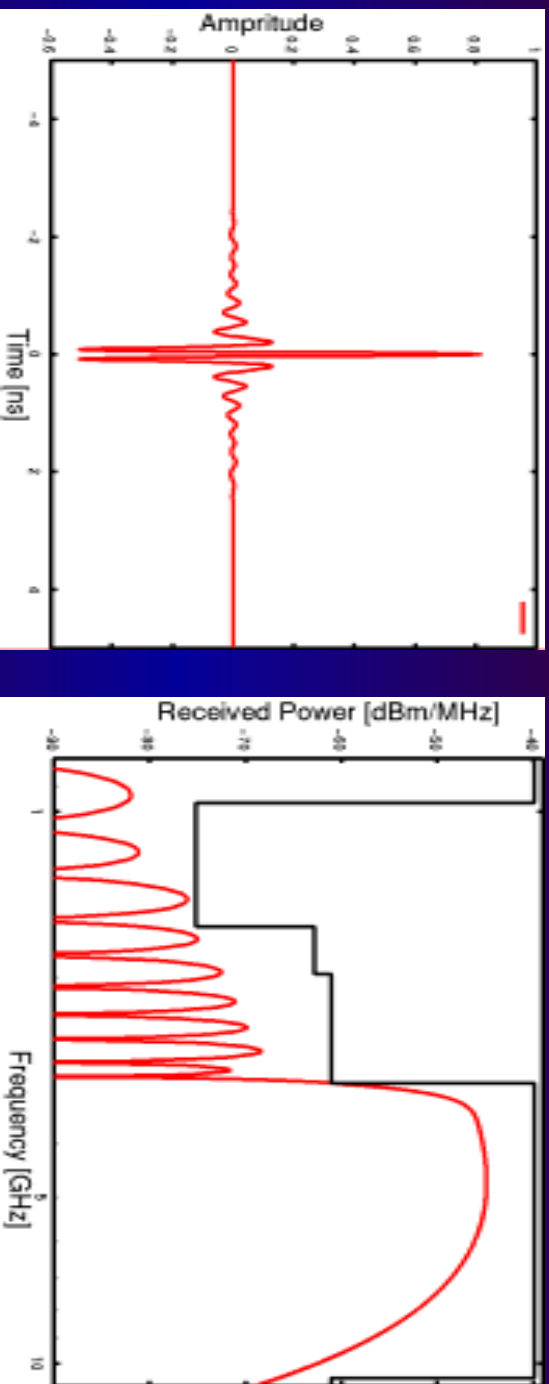 Ampritude
-0.6 -0.4 -0.2 0 0.2 0.4 0.6 0.8 1
-4 -2 0 2 4
Time [ns]
Received Power [dBm/MHz]
-90 -80 -70 -60 -50 -40
1 5 10
Frequency [GHz]